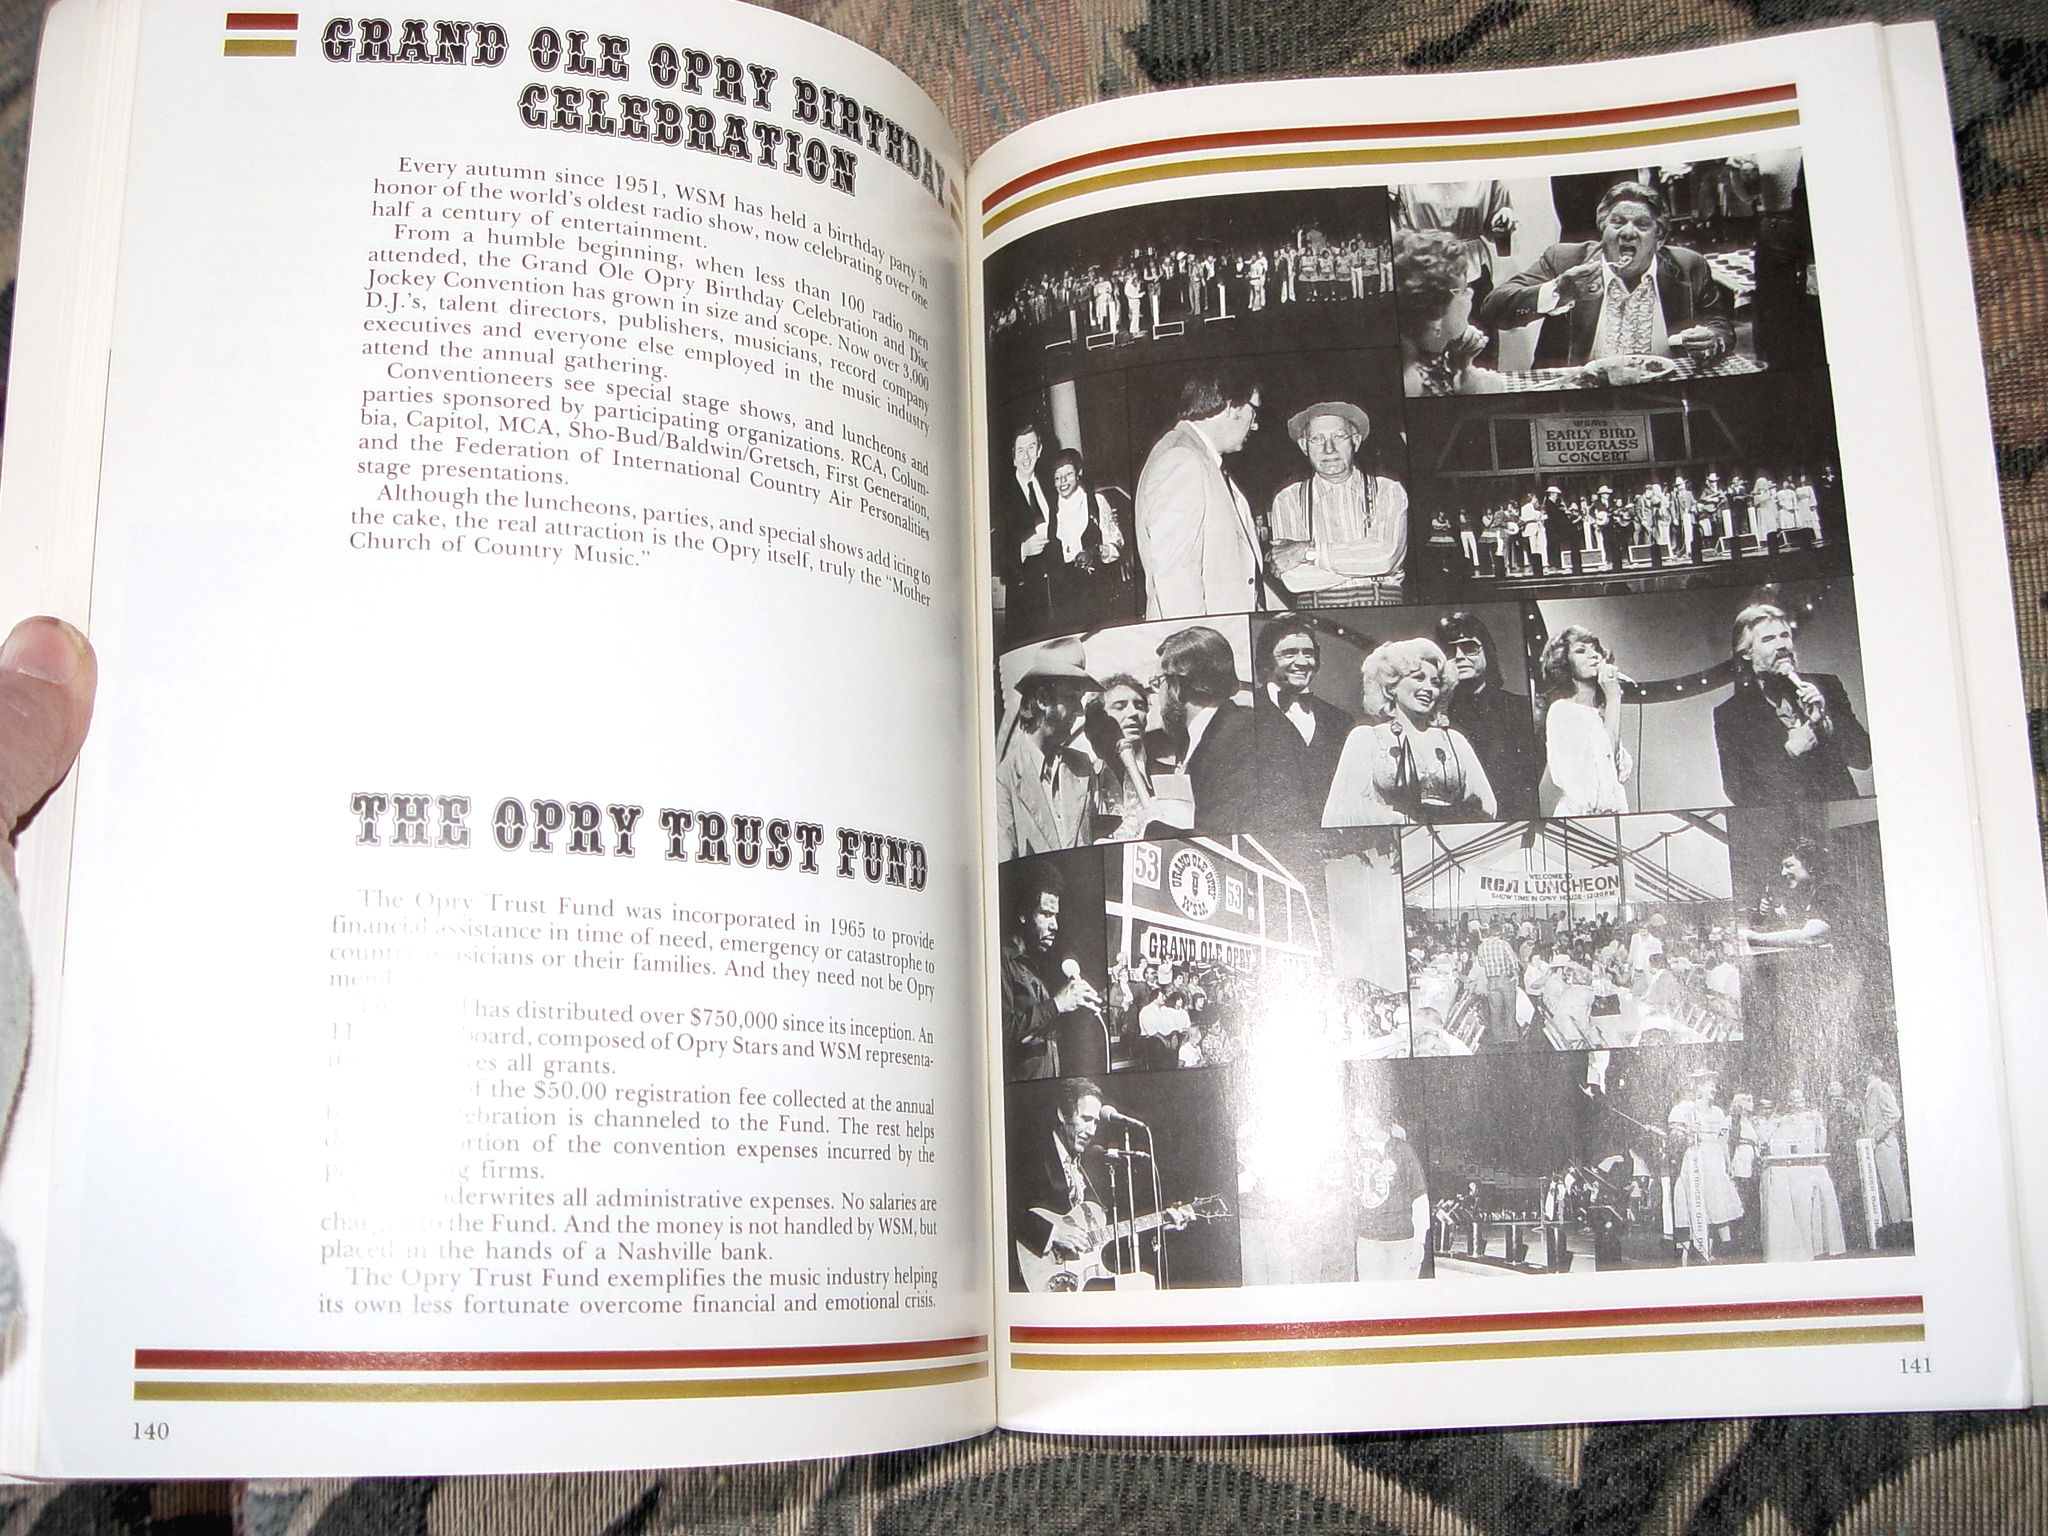 GRAND OLE OPRY BIRTHDAY
CELEBRATION
Every autumn since 1951, WSM has held a birthday party in
honor of the world's oldest radio show, now celebrating over one
half a century of entertainment.
From a humble beginning, when less than 100 radio men
attended, the Grand Ole Opry Birthday Celebration and Disc
Jockey Convention has grown in size and scope. Now over 3,000
D.J.'s, talent directors, publishers, musicians, record company
executives and everyone else employed in the music industry
attend the annual gathering.
Conventioneers see special stage shows, and luncheons and
parties sponsored by participating organizations. RCA, Colum-
bia, Capitol, MCA, Sho-Bud/Baldwin/Gretsch, First Generation,
and the Federation of International Country Air Personalities
stage presentations.
Although the luncheons, parties, and special shows add icing to
the cake, the real attraction is the Opry itself, truly the "Mother
Church of Country Music."
THE OPRY TRUST FUND
The Opry Trust Fund was incorporated in 1965 to provide
financial assistance in time of need, emergency or catastrophe to
country musicians or their families. And they need not be Opry
has distributed over $750,000 since its inception. An
board, composed of Opry Stars and WSM representa-
all grants.
of the $50.00 registration fee collected at the annual
is channeled to the Fund. The rest helps
of the convention expenses incurred by the
firms.
underwrites all administrative expenses. No salaries are
to the Fund. And the money is not handled by WSM, but
placed in the hands of a Nashville bank.
The Opry Trust Fund exemplifies the music industry helping
its own less fortunate overcome financial and emotional crisis.
140
WSM's
EARLY BIRD
BLUEGRASS
CONCERT
53
GRAND OLE OPRY
WSM
53
GRAND OLE OPRY
WELCOME TO
RCA LUNCHEON
SHOW TIME IN OPRY HOUSE - 12:30 P.M.
141